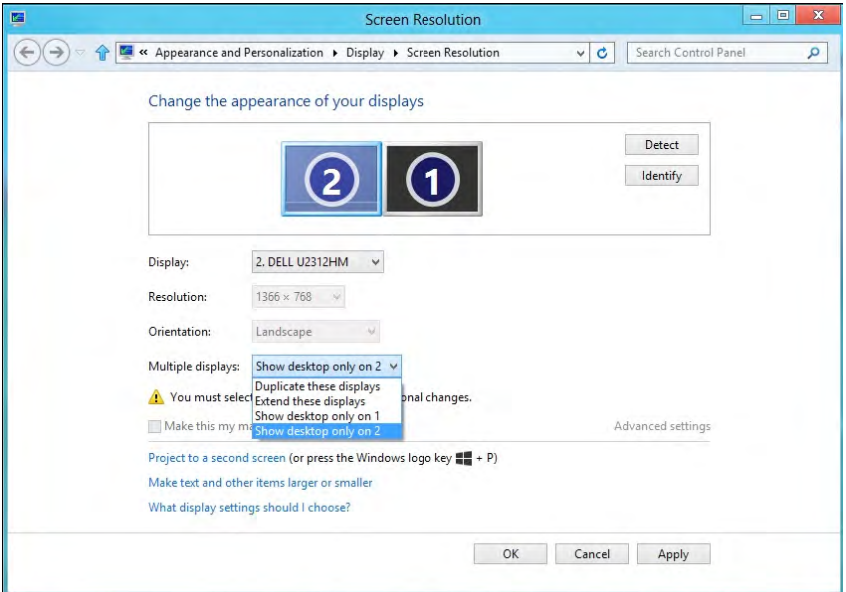 Screen Resolution
« Appearance and Personalization Display Screen Resolution
Search Control Panel
Change the appearance of your displays
2 1
Detect
Identify
Display: 2. DELL U2312HM
Resolution: 1366 × 768
Orientation: Landscape
Multiple displays: Show desktop only on 2
Duplicate these displays
Extend these displays
Show desktop only on 1
Show desktop only on 2
You must select onal changes.
Make this my ma
Advanced settings
Project to a second screen (or press the Windows logo key + P)
Make text and other items larger or smaller
What display settings should I choose?
OK Cancel Apply